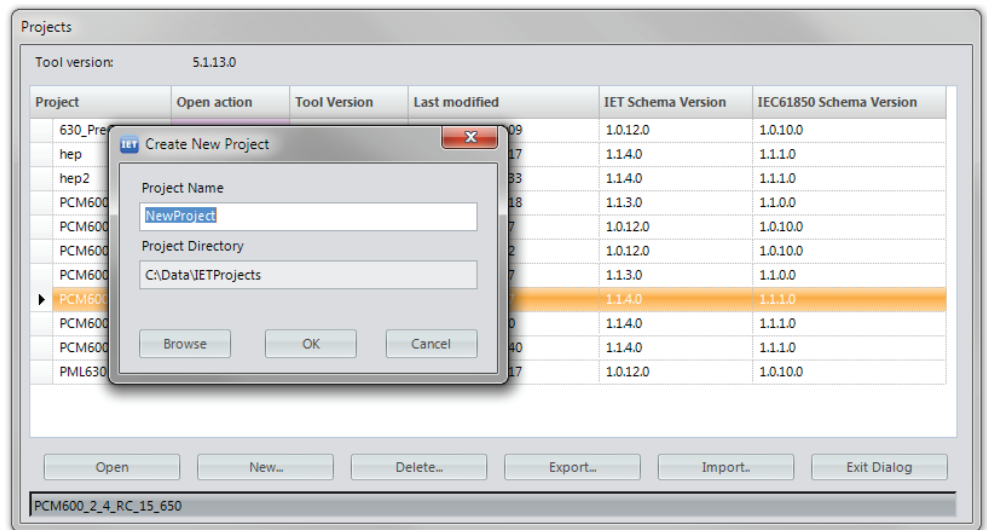 Projects
Tool version: 5.1.13.0
Project Open action Tool Version Last modified IET Schema Version IEC61850 Schema Version
630_Pre 09 1.0.12.0 1.0.10.0
hep 17 1.1.4.0 1.1.1.0
hep2 33 1.1.4.0 1.1.1.0
PCM600 18 1.1.3.0 1.1.0.0
PCM600 7 1.0.12.0 1.0.10.0
PCM600 2 1.0.12.0 1.0.10.0
PCM600 7 1.1.3.0 1.1.0.0
PCM600 7 1.1.4.0 1.1.1.0
PCM600 0 1.1.4.0 1.1.1.0
PCM600 40 1.1.4.0 1.1.1.0
PML630 17 1.0.12.0 1.0.10.0
IET Create New Project
Project Name
NewProject
Project Directory
C:\Data\IETProjects
Browse OK Cancel
Open New... Delete... Export... Import.. Exit Dialog
PCM600_2_4_RC_15_650